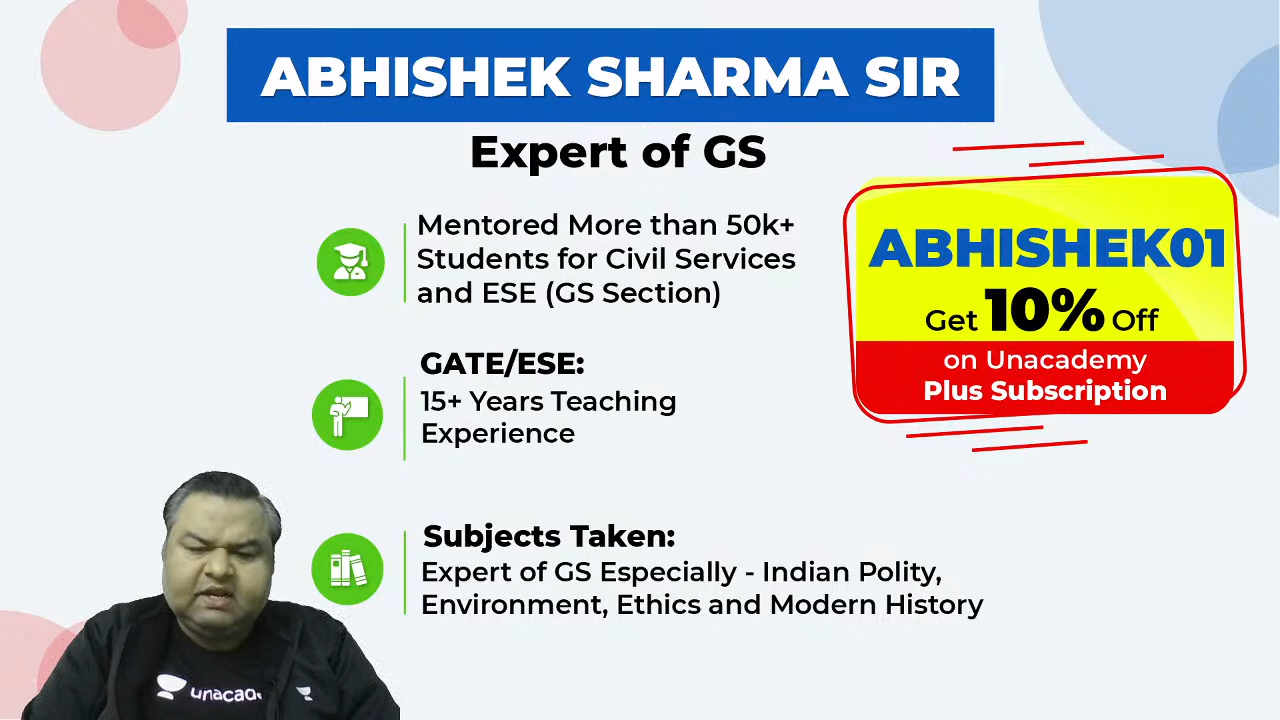 ABHISHEK SHARMA SIR
Expert of GS
Mentored More than 50k+
Students for Civil Services
and ESE (GS Section)
GATE/ESE:
15+ Years Teaching
Experience
Subjects Taken:
Expert of GS Especially - Indian Polity,
Environment, Ethics and Modern History
ABHISHEK01
Get 10% Off
on Unacademy
Plus Subscription
unacad